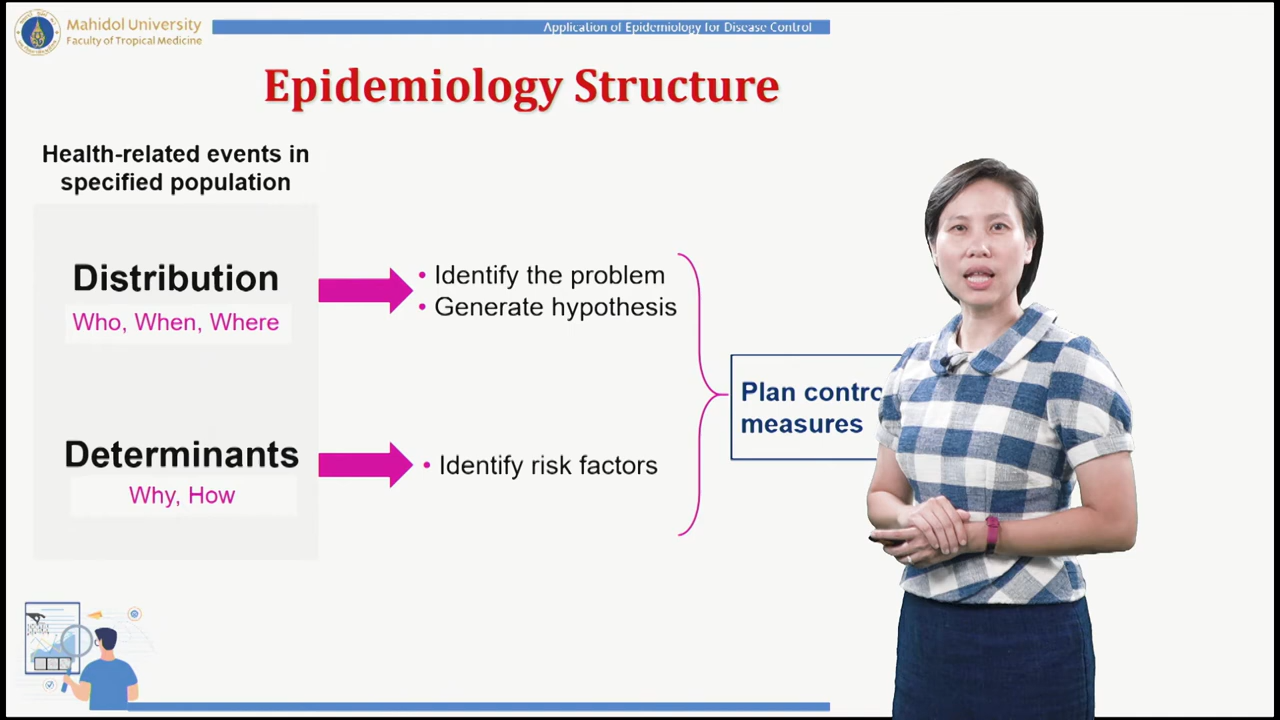 Mahidol University
Faculty of Tropical Medicine
Application of Epidemiology for Disease Control
Epidemiology Structure
Health-related events in
specified population
Distribution
Who, When, Where
• Identify the problem
• Generate hypothesis
Plan contro
measures
Determinants
Why, How
• Identify risk factors